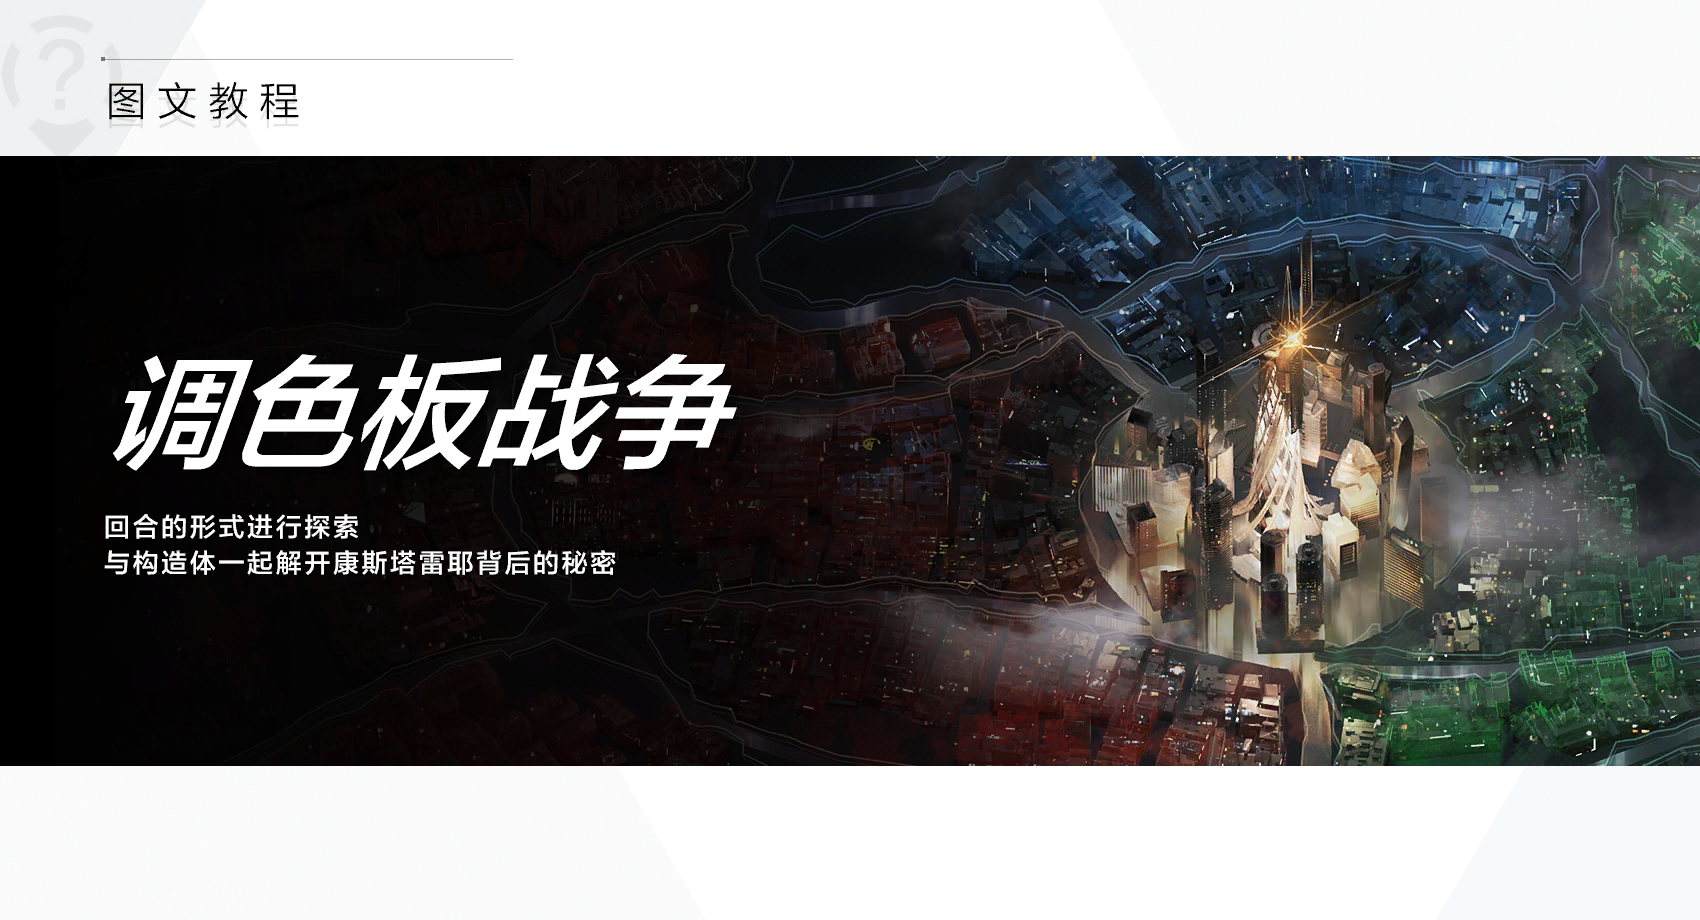 图文教程
调色板战争
回合的形式进行探索
与构造体一起解开康斯塔雷耶背后的秘密